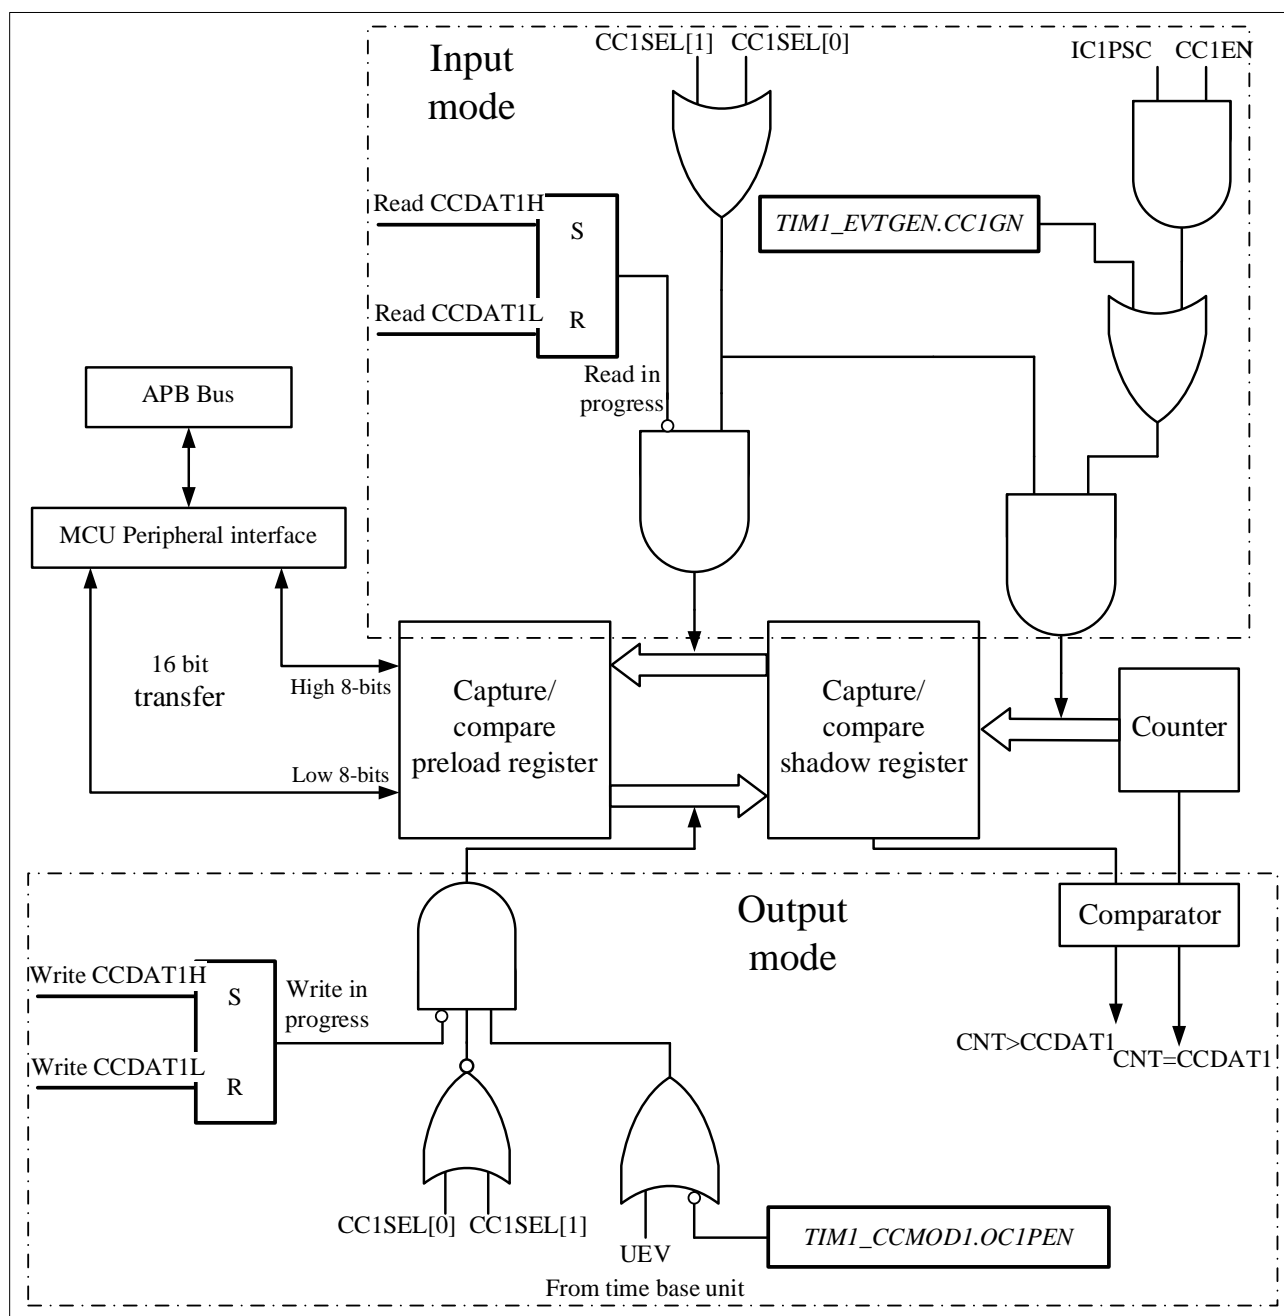 Input
mode
CC1SEL[1]
CC1SEL[0]
IC1PSC
CC1EN
Read CCDAT1H
S
TIM1_EVTGEN.CC1GN
Read CCDAT1L
R
Read in
progress
APB Bus
MCU Peripheral interface
16 bit
transfer
High 8-bits
Low 8-bits
Capture/
compare
preload register
Capture/
compare
shadow register
Counter
Output
mode
Comparator
Write CCDAT1H
S
Write in
progress
Write CCDAT1L
R
CNT>CCDAT1
CNT=CCDAT1
CC1SEL[0]
CC1SEL[1]
UEV
TIM1_CCMOD1.OC1PEN
From time base unit